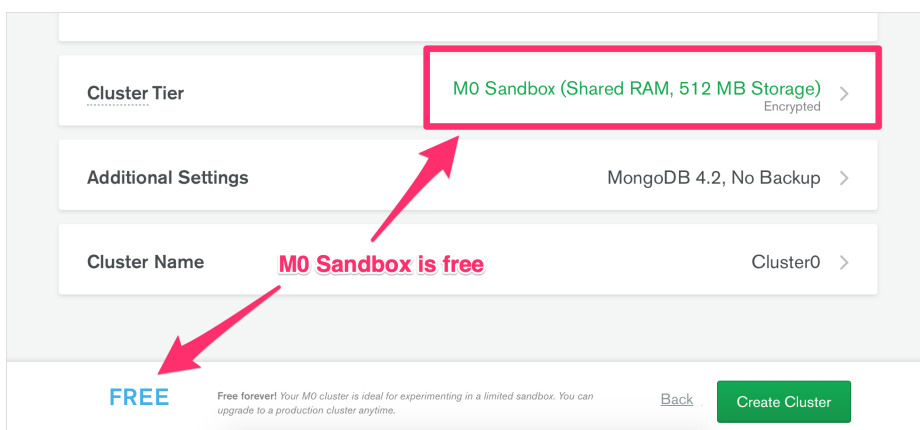 Cluster Tier
M0 Sandbox (Shared RAM, 512 MB Storage)
Encrypted
Additional Settings
MongoDB 4.2, No Backup
M0 Sandbox is free
Cluster Name
Cluster0
FREE
Free forever! Your M0 cluster is ideal for experimenting in a limited sandbox. You can
upgrade to a production cluster anytime.
Back
Create Cluster